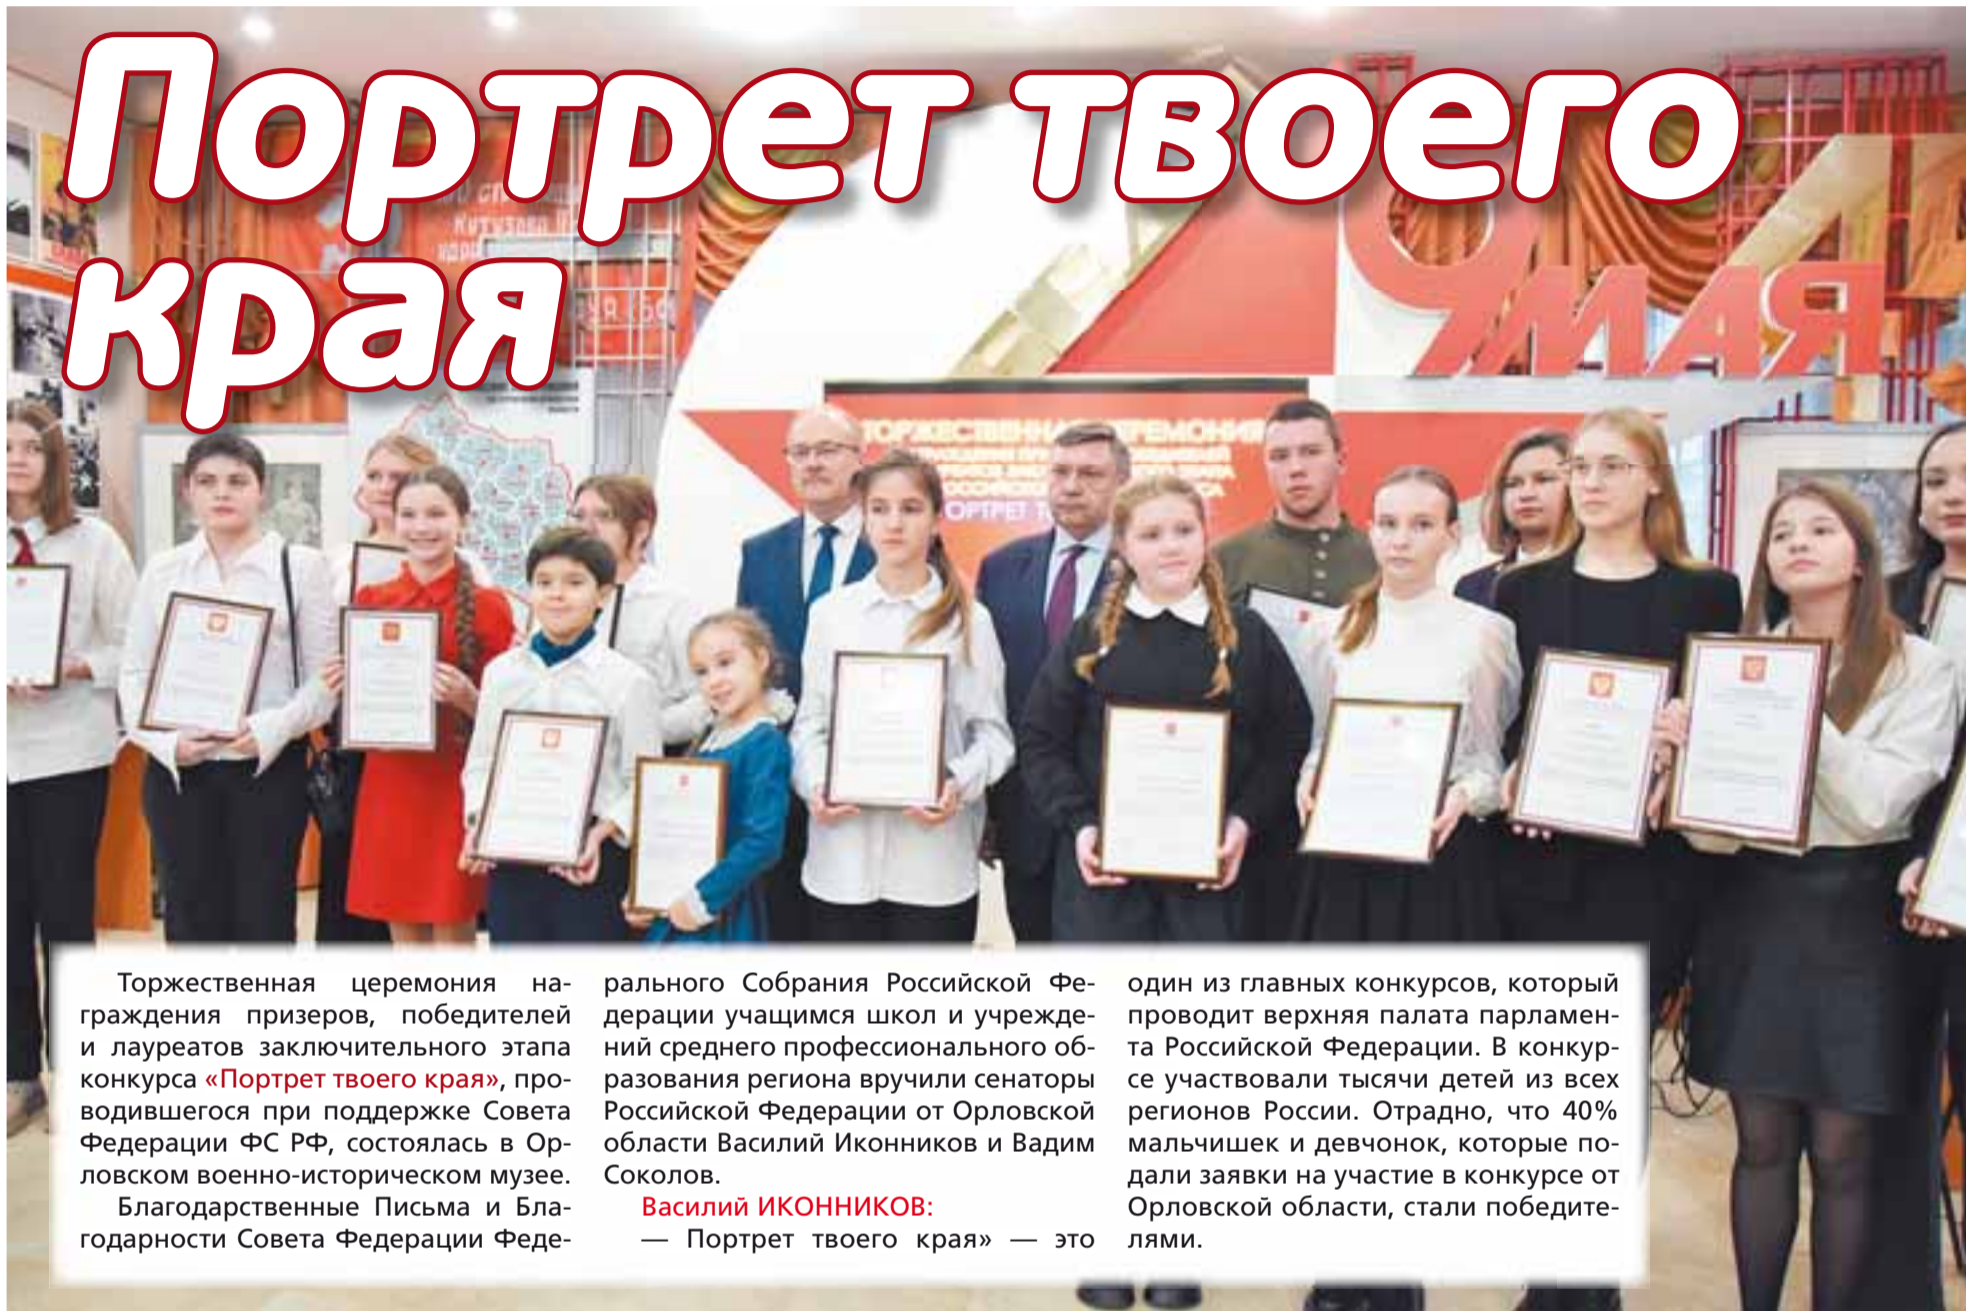 Портрет твоего
края
9 МАЯ
ТОРЖЕСТВЕННАЯ ЦЕРЕМОНИЯ
Торжественная церемония на-
граждения призеров, победителей
и лауреатов заключительного этапа
конкурса «Портрет твоего края», про-
водившегося при поддержке Совета
Федерации ФС РФ, состоялась в Ор-
ловском военно-историческом музее.
Благодарственные Письма и Бла-
годарности Совета Федерации Феде-
рального Собрания Российской Фе-
дерации учащимся школ и учрежде-
ний среднего профессионального об-
разования региона вручили сенаторы
Российской Федерации от Орловской
области Василий Иконников и Вадим
Соколов.
Василий ИКОННИКОВ:
— Портрет твоего края» — это
один из главных конкурсов, который
проводит верхняя палата парламен-
та Российской Федерации. В конкур-
се участвовали тысячи детей из всех
регионов России. Отрадно, что 40%
мальчишек и девчонок, которые по-
дали заявки на участие в конкурсе от
Орловской области, стали победите-
лями.